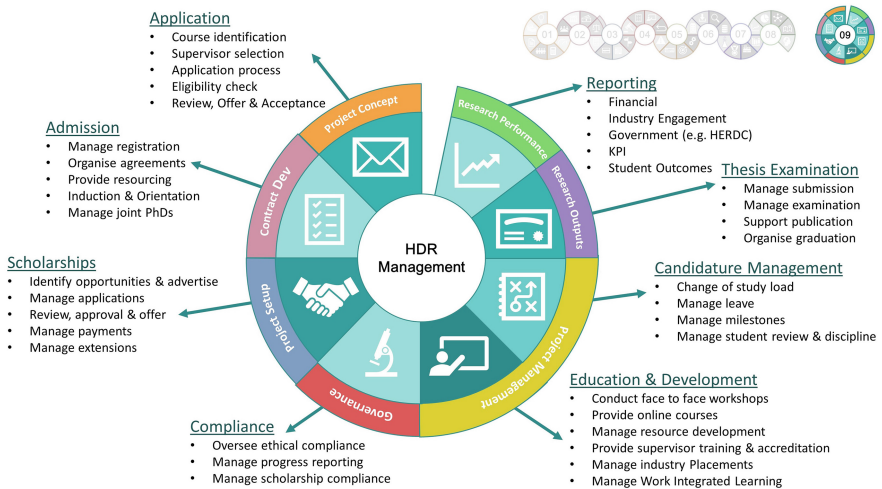 Application
• Course identification
• Supervisor selection
• Application process
• Eligibility check
• Review, Offer & Acceptance
Admission
• Manage registration
• Organise agreements
• Provide resourcing
• Induction & Orientation
• Manage joint PhDs
Scholarships
• Identify opportunities & advertise
• Manage applications
• Review, approval & offer
• Manage payments
• Manage extensions
Compliance
• Oversee ethical compliance
• Manage progress reporting
• Manage scholarship compliance
Project Concept
Contract Dev
Project Setup
Governance
Project Management
Research Outputs
Research Performance
HDR
Management
01
02
03
04
05
06
07
08
09
Reporting
• Financial
• Industry Engagement
• Government (e.g. HERDC)
• KPI
• Student Outcomes
Thesis Examination
• Manage submission
• Manage examination
• Support publication
• Organise graduation
Candidature Management
• Change of study load
• Manage leave
• Manage milestones
• Manage student review & discipline
Education & Development
• Conduct face to face workshops
• Provide online courses
• Manage resource development
• Provide supervisor training & accreditation
• Manage industry Placements
• Manage Work Integrated Learning